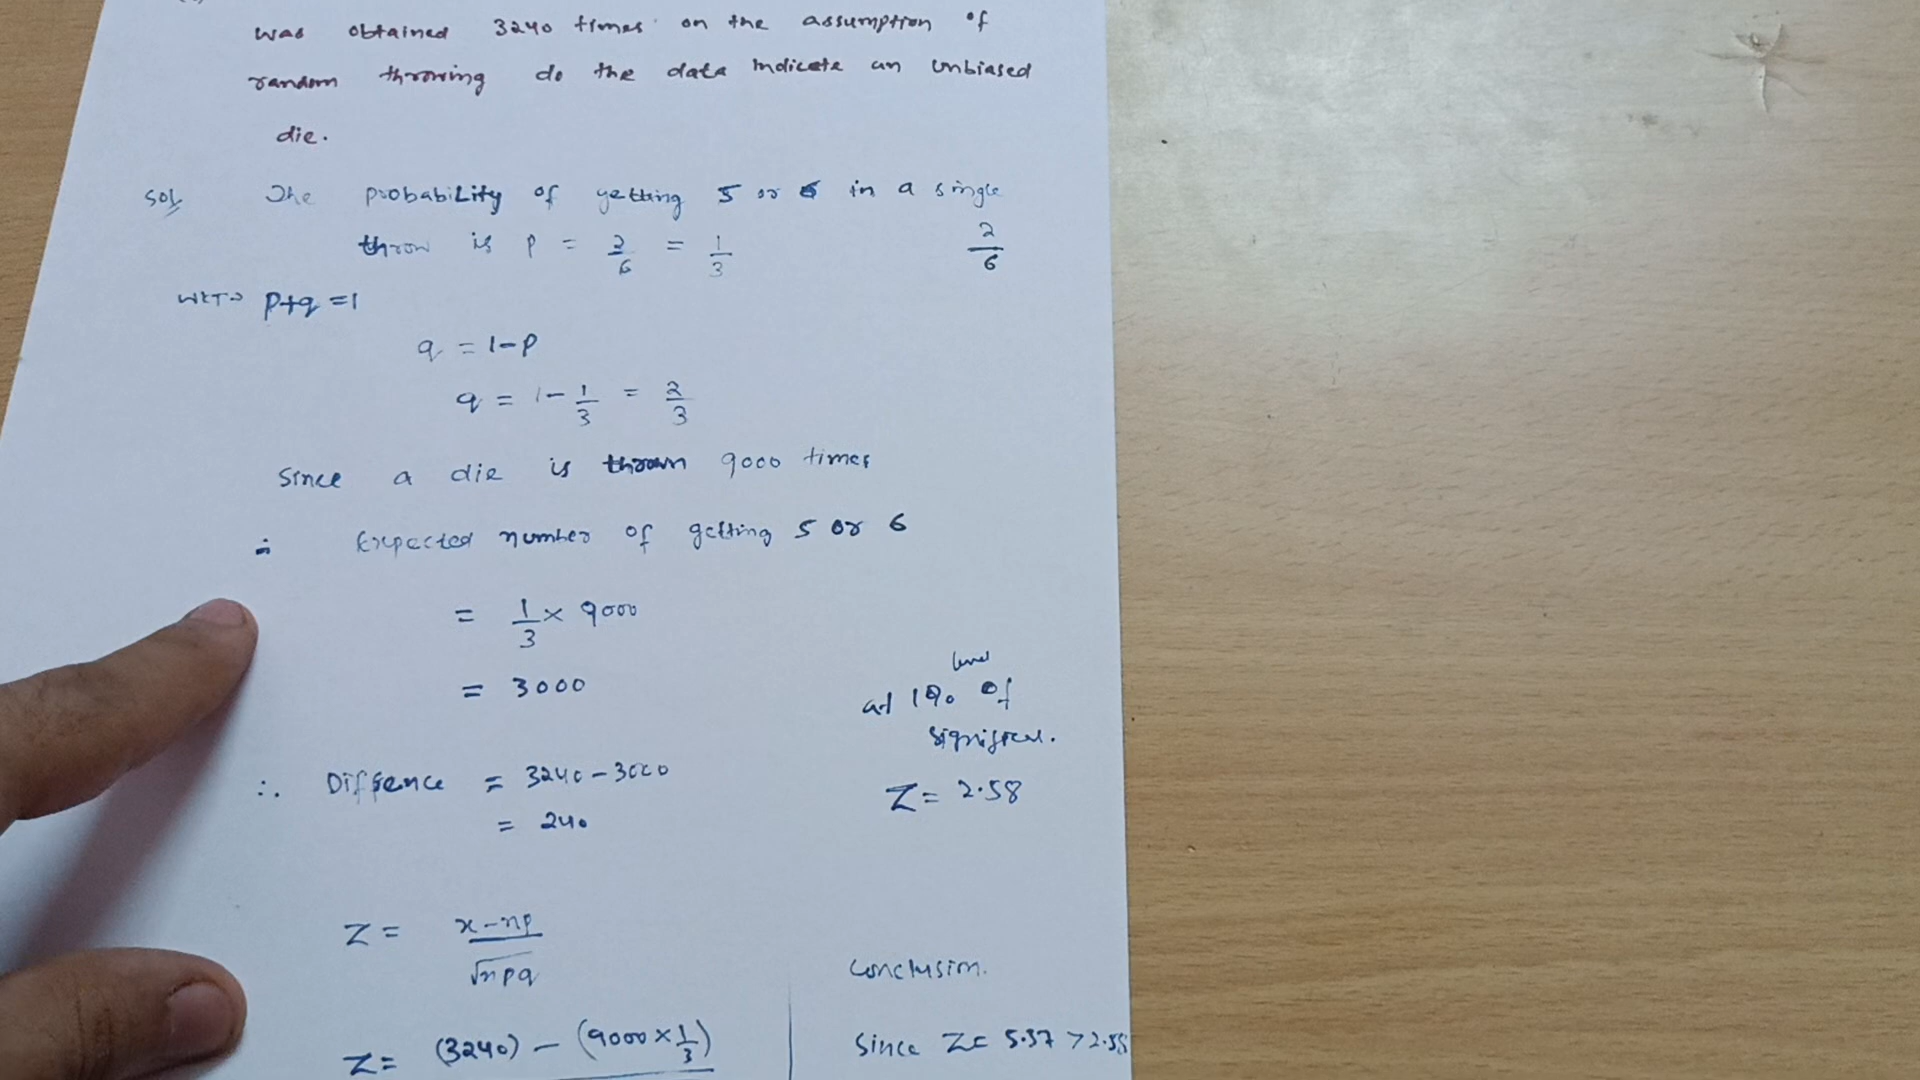 was obtained 3240 times on the assumption of
random throwing do the data indicate an unbiased
die.
Sol The probability of getting 5 or 6 in a single
throw is p = 2/6 = 1/3 2/6
WKT→ p+q=1
q = 1-p
q = 1-1/3 = 2/3
Since a die is thrown 9000 times
∴ Expected number of getting 5 or 6
= 1/3 × 9000
= 3000
level
at 1% of
∴ Diffence = 3240-3000
= 240
Z = 2.58
Z = x-np/√npq
Conclusion.
Z = (3240) - (9000×1/3)
Since Z= 5.37 >2.58